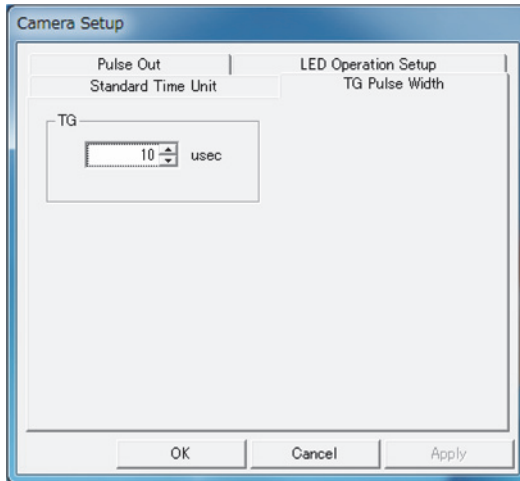 Camera Setup
Pulse Out LED Operation Setup
Standard Time Unit TG Pulse Width
TG
10 usec
OK Cancel Apply